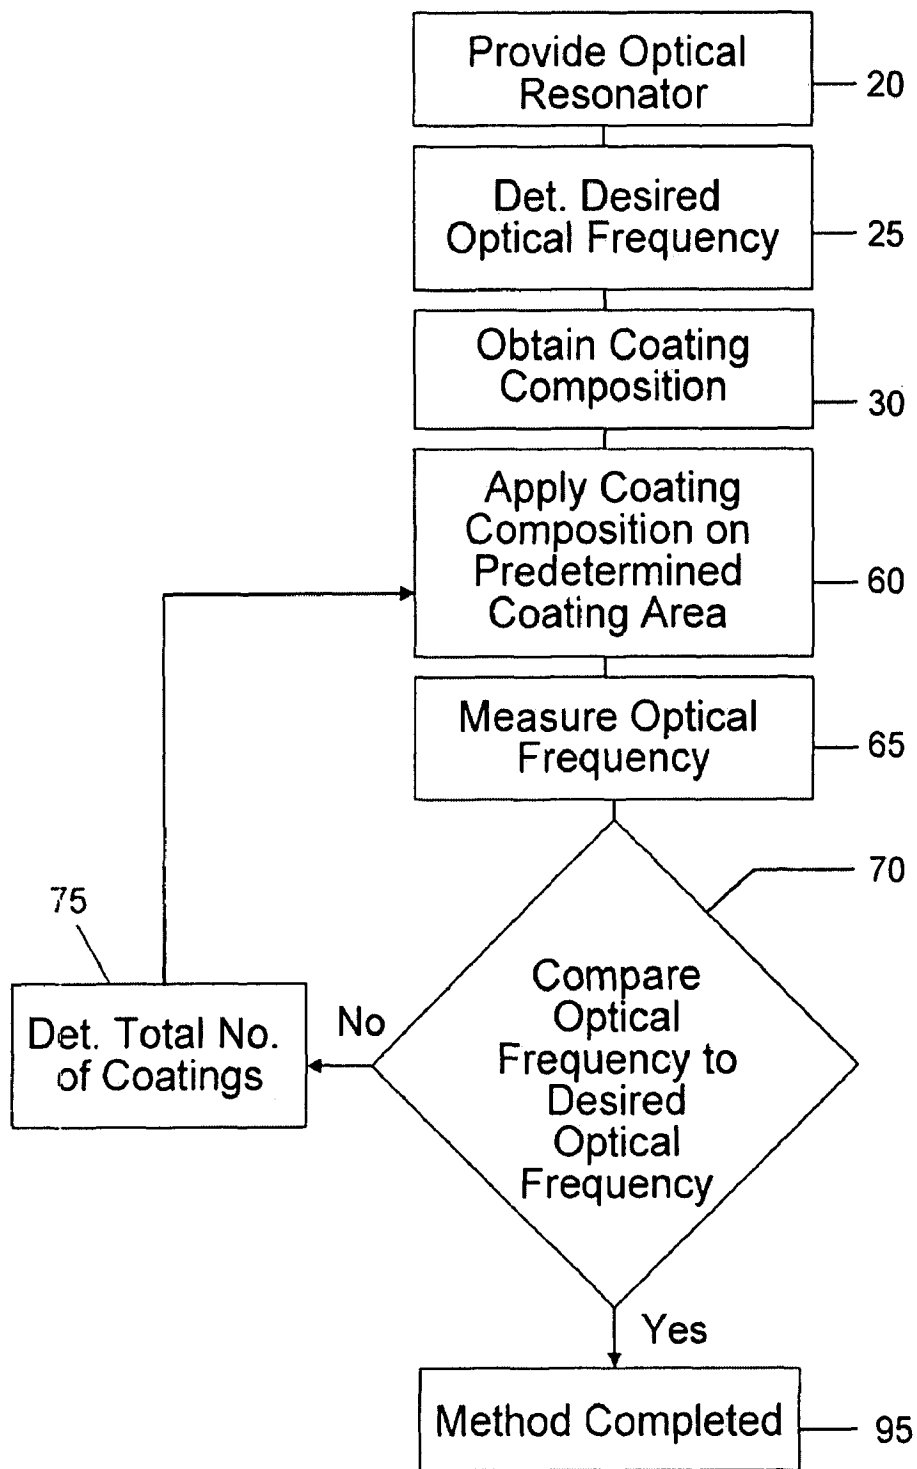 Provide Optical
Resonator
20
Det. Desired
Optical Frequency
25
Obtain Coating
Composition
30
Apply Coating
Composition on
Predetermined
Coating Area
60
Measure Optical
Frequency
65
70
75
Compare
Optical
Frequency to
Desired
Optical
Frequency
No
Det. Total No.
of Coatings
Yes
Method Completed
95